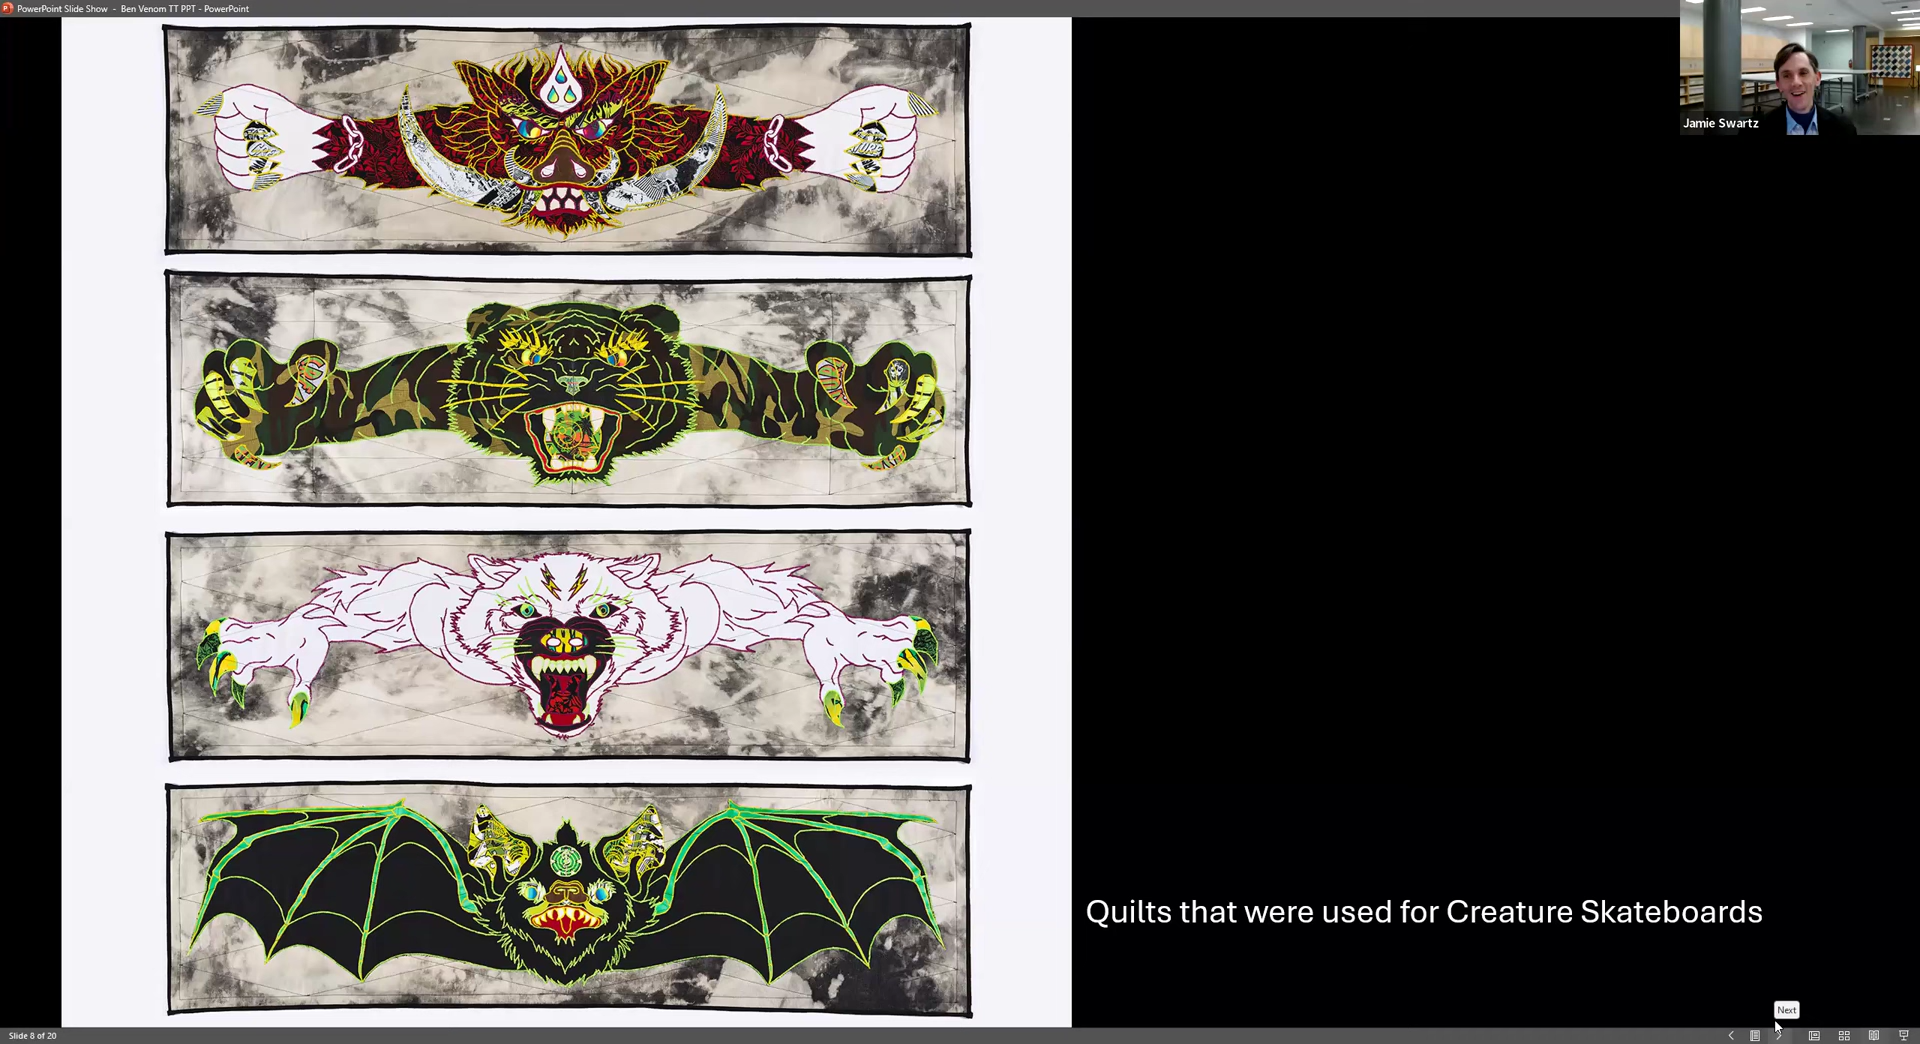 PowerPoint Slide Show - Ben Venom TT PPT - PowerPoint
Jamie Swartz
Quilts that were used for Creature Skateboards
Next
Slide 8 of 20